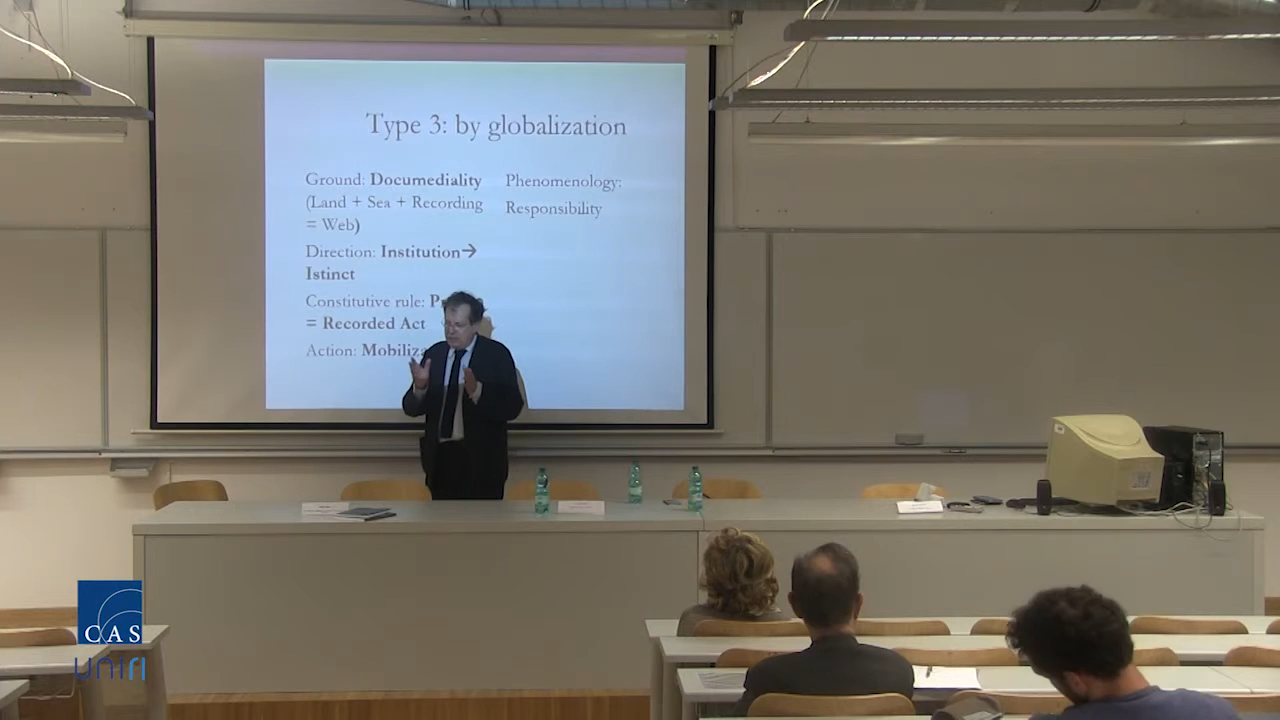 Type 3: by globalization
Ground: Documediality
(Land + Sea + Recording
= Web)
Direction: Institution→
Istinct
Constitutive rule:
= Recorded Act
Action:
Phenomenology:
Responsibility
CAS
unifi